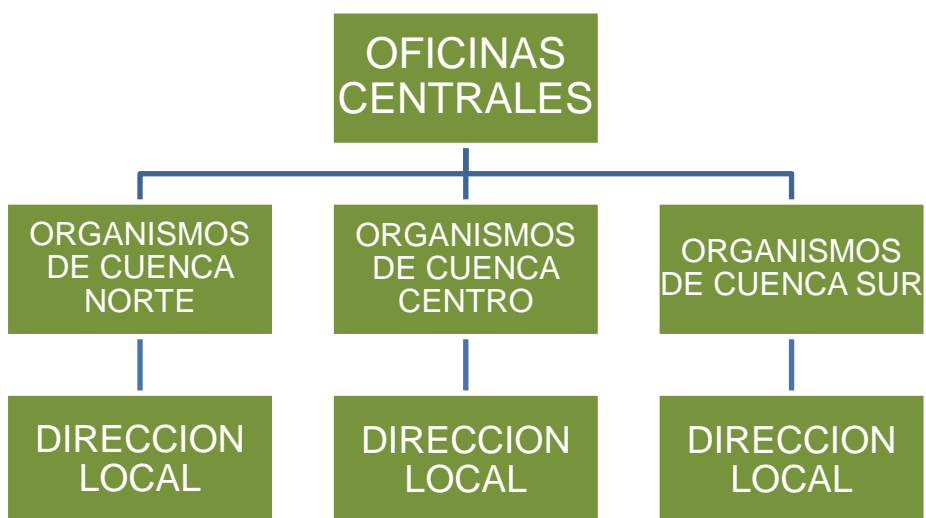 OFICINAS
CENTRALES
ORGANISMOS
DE CUENCA
NORTE
ORGANISMOS
DE CUENCA
CENTRO
ORGANISMOS
DE CUENCA SUR
DIRECCION
LOCAL
DIRECCION
LOCAL
DIRECCION
LOCAL